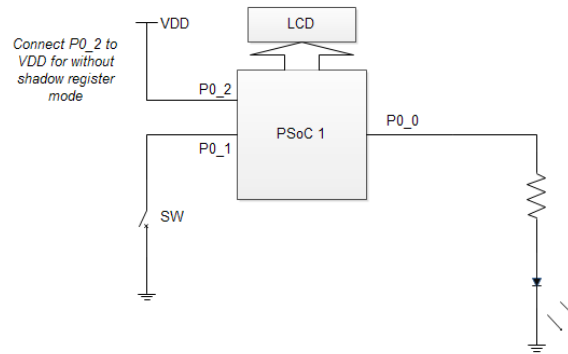 LCD
VDD
Connect P0_2 to
VDD for without
shadow register
mode
P0_2
PSoC 1
P0_0
P0_1
SW